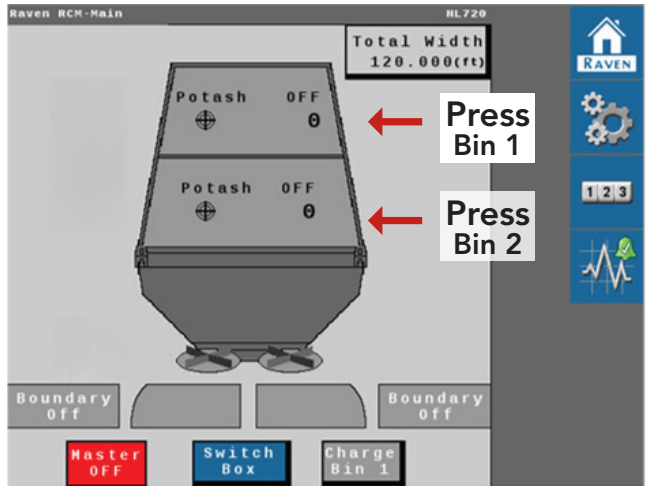 Raven RCM-Main NL720
Total Width
120.000(ft)
RAVEN
Potash OFF
0
Press
Bin 1
1 2 3
Potash OFF
0
Press
Bin 2
Boundary
Off
Boundary
Off
Master
OFF
Switch
Box
Charge
Bin 1